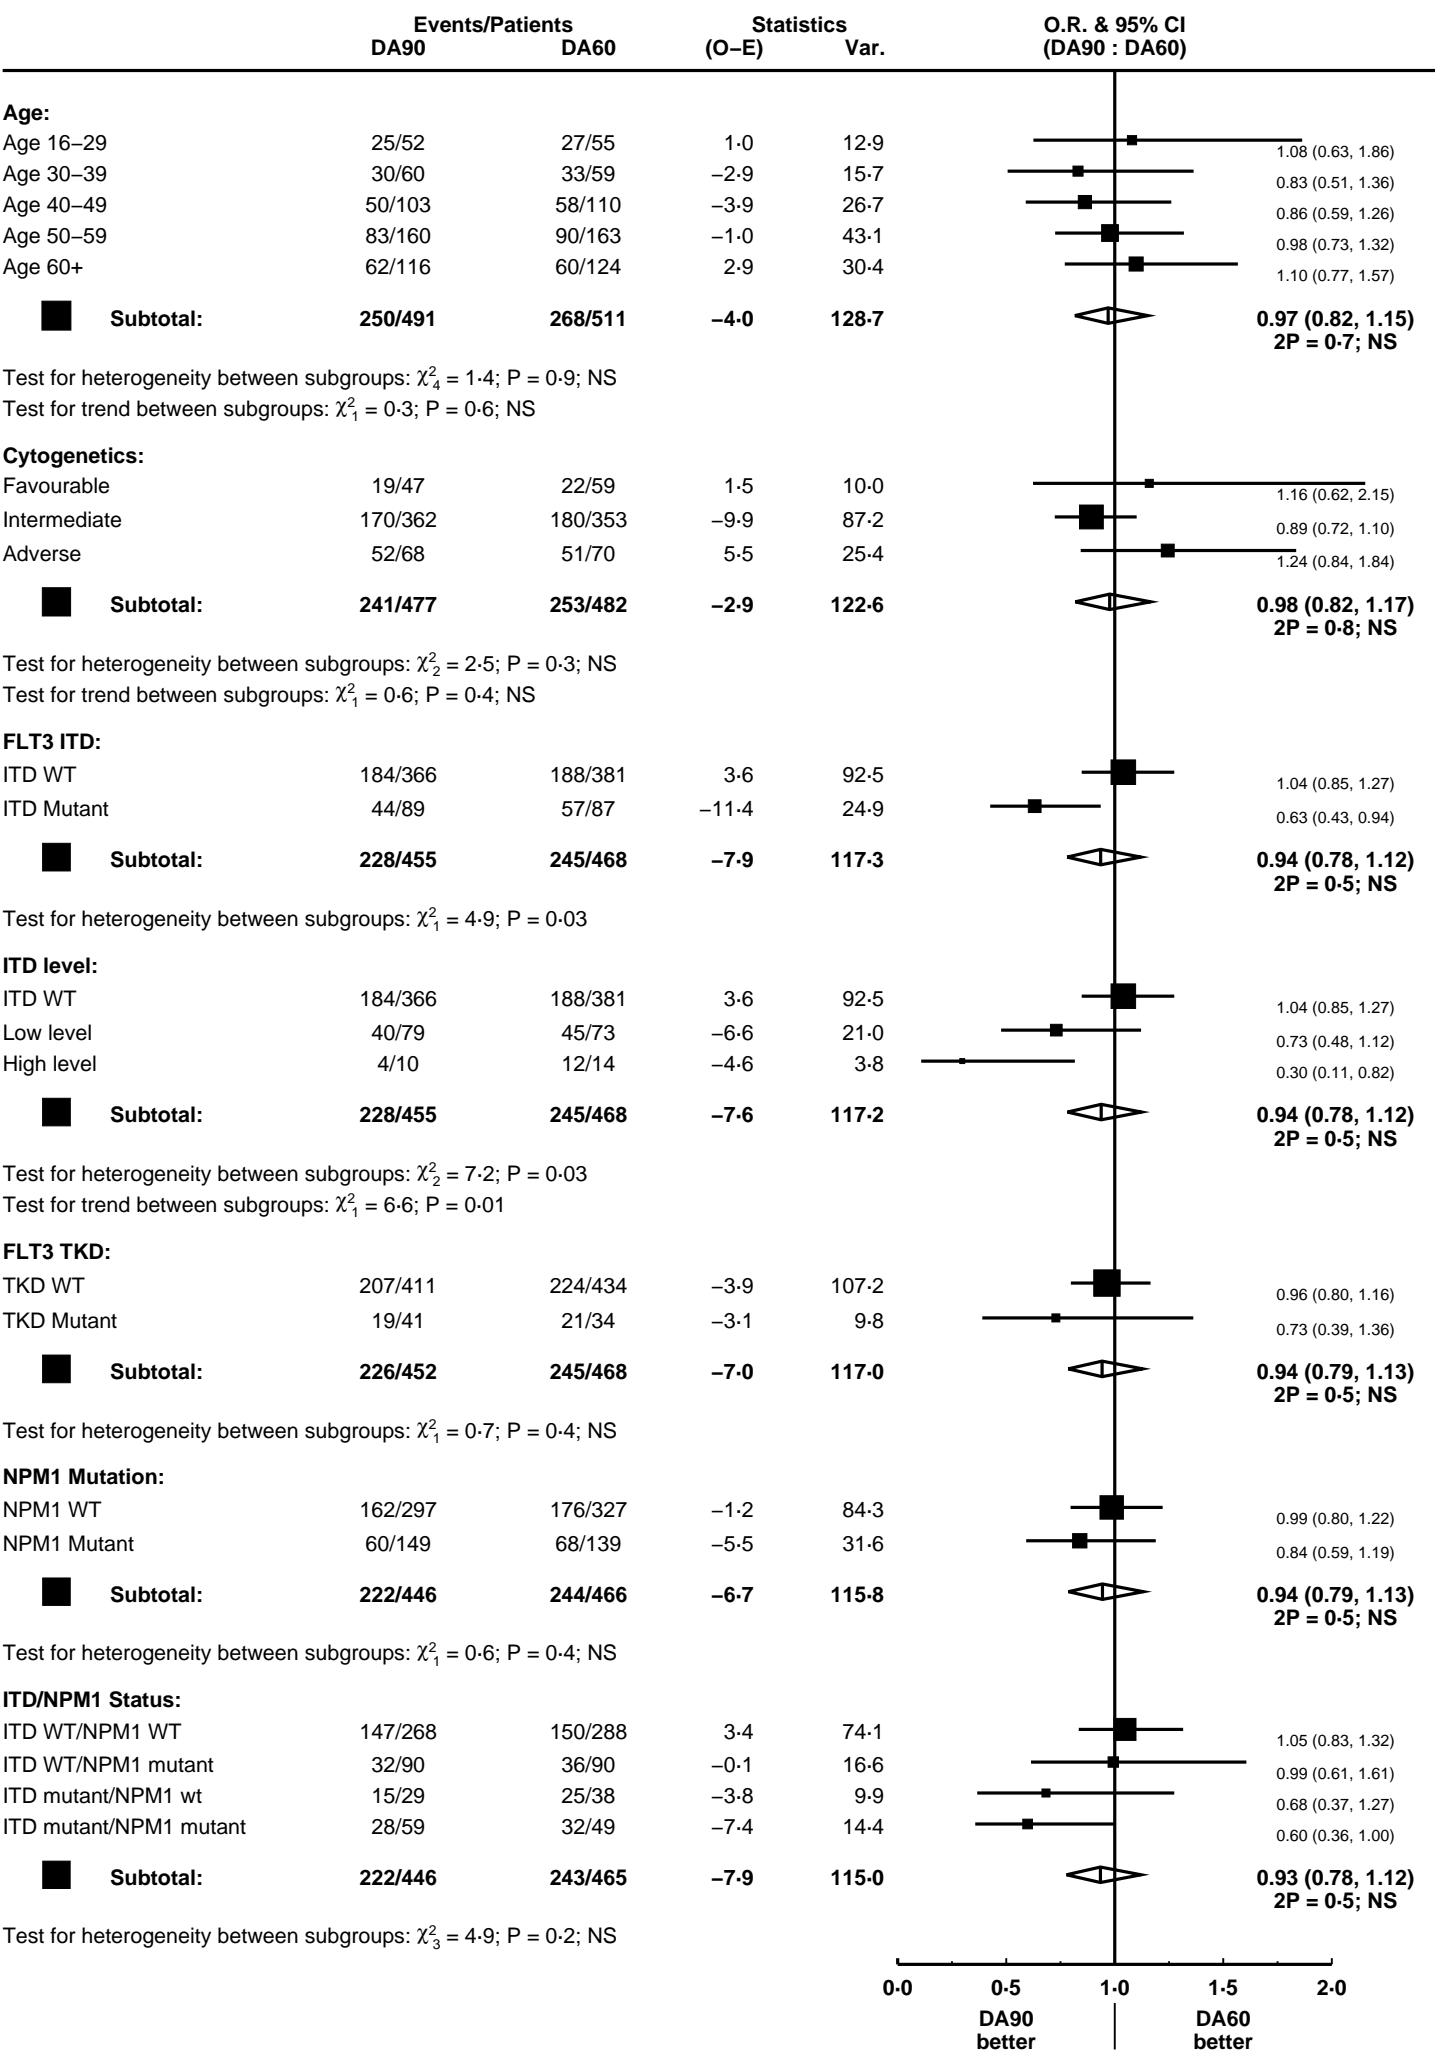 Events/Patients Statistics O.R. & 95% CI
DA90 DA60 (O−E) Var. (DA90 : DA60)
Age:
Age 16−29 25/52 27/55 1·0 12·9 1.08 (0.63, 1.86)
Age 30−39 30/60 33/59 −2·9 15·7 0.83 (0.51, 1.36)
Age 40−49 50/103 58/110 −3·9 26·7 0.86 (0.59, 1.26)
Age 50−59 83/160 90/163 −1·0 43·1 0.98 (0.73, 1.32)
Age 60+ 62/116 60/124 2·9 30·4 1.10 (0.77, 1.57)
Subtotal: 250/491 268/511 −4·0 128·7 0.97 (0.82, 1.15)
2P = 0·7; NS
Test for heterogeneity between subgroups: χ²₄ = 1·4; P = 0·9; NS
Test for trend between subgroups: χ²₁ = 0·3; P = 0·6; NS
Cytogenetics:
Favourable 19/47 22/59 1·5 10·0 1.16 (0.62, 2.15)
Intermediate 170/362 180/353 −9·9 87·2 0.89 (0.72, 1.10)
Adverse 52/68 51/70 5·5 25·4 1.24 (0.84, 1.84)
Subtotal: 241/477 253/482 −2·9 122·6 0.98 (0.82, 1.17)
2P = 0·8; NS
Test for heterogeneity between subgroups: χ²₂ = 2·5; P = 0·3; NS
Test for trend between subgroups: χ²₁ = 0·6; P = 0·4; NS
FLT3 ITD:
ITD WT 184/366 188/381 3·6 92·5 1.04 (0.85, 1.27)
ITD Mutant 44/89 57/87 −11·4 24·9 0.63 (0.43, 0.94)
Subtotal: 228/455 245/468 −7·9 117·3 0.94 (0.78, 1.12)
2P = 0·5; NS
Test for heterogeneity between subgroups: χ²₁ = 4·9; P = 0·03
ITD level:
ITD WT 184/366 188/381 3·6 92·5 1.04 (0.85, 1.27)
Low level 40/79 45/73 −6·6 21·0 0.73 (0.48, 1.12)
High level 4/10 12/14 −4·6 3·8 0.30 (0.11, 0.82)
Subtotal: 228/455 245/468 −7·6 117·2 0.94 (0.78, 1.12)
2P = 0·5; NS
Test for heterogeneity between subgroups: χ²₂ = 7·2; P = 0·03
Test for trend between subgroups: χ²₁ = 6·6; P = 0·01
FLT3 TKD:
TKD WT 207/411 224/434 −3·9 107·2 0.96 (0.80, 1.16)
TKD Mutant 19/41 21/34 −3·1 9·8 0.73 (0.39, 1.36)
Subtotal: 226/452 245/468 −7·0 117·0 0.94 (0.79, 1.13)
2P = 0·5; NS
Test for heterogeneity between subgroups: χ²₁ = 0·7; P = 0·4; NS
NPM1 Mutation:
NPM1 WT 162/297 176/327 −1·2 84·3 0.99 (0.80, 1.22)
NPM1 Mutant 60/149 68/139 −5·5 31·6 0.84 (0.59, 1.19)
Subtotal: 222/446 244/466 −6·7 115·8 0.94 (0.79, 1.13)
2P = 0·5; NS
Test for heterogeneity between subgroups: χ²₁ = 0·6; P = 0·4; NS
ITD/NPM1 Status:
ITD WT/NPM1 WT 147/268 150/288 3·4 74·1 1.05 (0.83, 1.32)
ITD WT/NPM1 mutant 32/90 36/90 −0·1 16·6 0.99 (0.61, 1.61)
ITD mutant/NPM1 wt 15/29 25/38 −3·8 9·9 0.68 (0.37, 1.27)
ITD mutant/NPM1 mutant 28/59 32/49 −7·4 14·4 0.60 (0.36, 1.00)
Subtotal: 222/446 243/465 −7·9 115·0 0.93 (0.78, 1.12)
2P = 0·5; NS
Test for heterogeneity between subgroups: χ²₃ = 4·9; P = 0·2; NS
0·0 0·5 1·0 1·5 2·0
DA90 DA60
better better